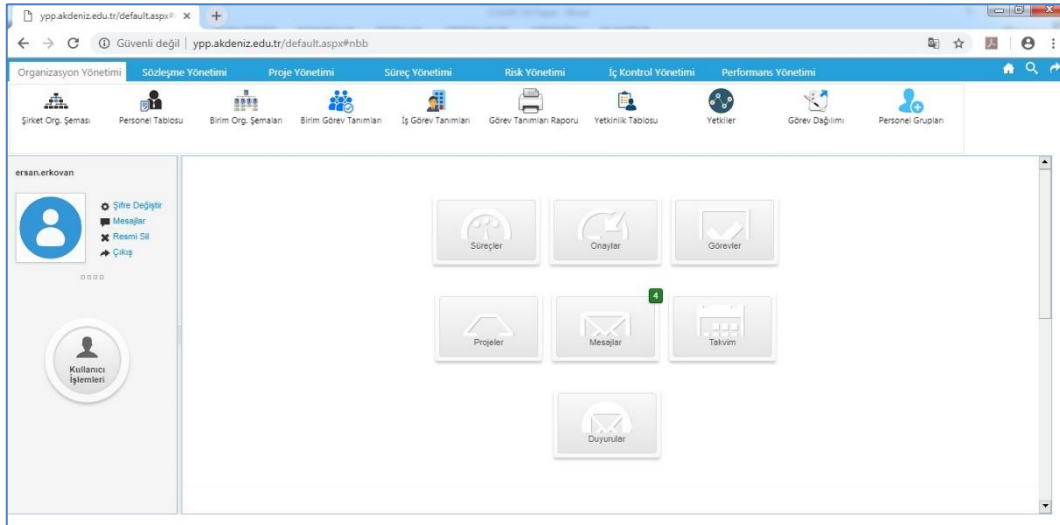 ypp.akdeniz.edu.tr/default.aspx#
Güvenli değil | ypp.akdeniz.edu.tr/default.aspx#nbb
Organizasyon Yönetimi Sözleşme Yönetimi Proje Yönetimi Süreç Yönetimi Risk Yönetimi İç Kontrol Yönetimi Performans Yönetimi
Şirket Org. Şeması Personel Tablosu Birim Org. Şemaları Birim Görev Tanımları İş Görev Tanımları Görev Tanımları Raporu Yetkinlik Tablosu Yetkiler Görev Dağılımı Personel Grupları
ersan.erkovan
Şifre Değiştir
Mesajlar
Resmi Sil
Çıkış
Kullanıcı
İşlemleri
Süreçler Onaylar Görevler
4
Projeler Mesajlar Takvim
Duyurular